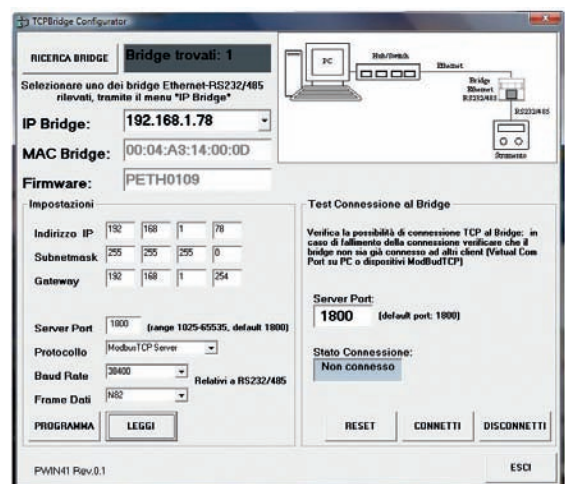 TCPBridge Configurator
RICERCA BRIDGE
Bridge trovati: 1
Selezionare uno dei bridge Ethernet-RS232/485
rilevati, tramite il menu "IP Bridge"
IP Bridge:
192.168.1.78
MAC Bridge:
00:04:A3:14:00:0D
Firmware:
PETH0109
PC
Hub/Switch
Ethernet
Bridge
Ethernet
RS232/485
RS232/485
Strumento
Impostazioni
Indirizzo IP
192 168 1 78
Subnetmask
255 255 255 0
Gateway
192 168 1 254
Server Port
1800
(range 1025-65535, default 1800)
Protocollo
ModbusTCP Server
Baud Rate
38400
Relativi a RS232/485
Frame Dati
N82
PROGRAMMA
LEGGI
Test Connessione al Bridge
Verifica la possibilità di connessione TCP al Bridge: in
caso di fallimento della connessione verificare che il
bridge non sia già connesso ad altri client (Virtual Com
Port su PC o dispositivi ModBudTCP)
Server Port:
1800
(default port: 1800)
Stato Connessione:
Non connesso
RESET
CONNETTI
DISCONNETTI
PWIN41 Rev.0.1
ESCI